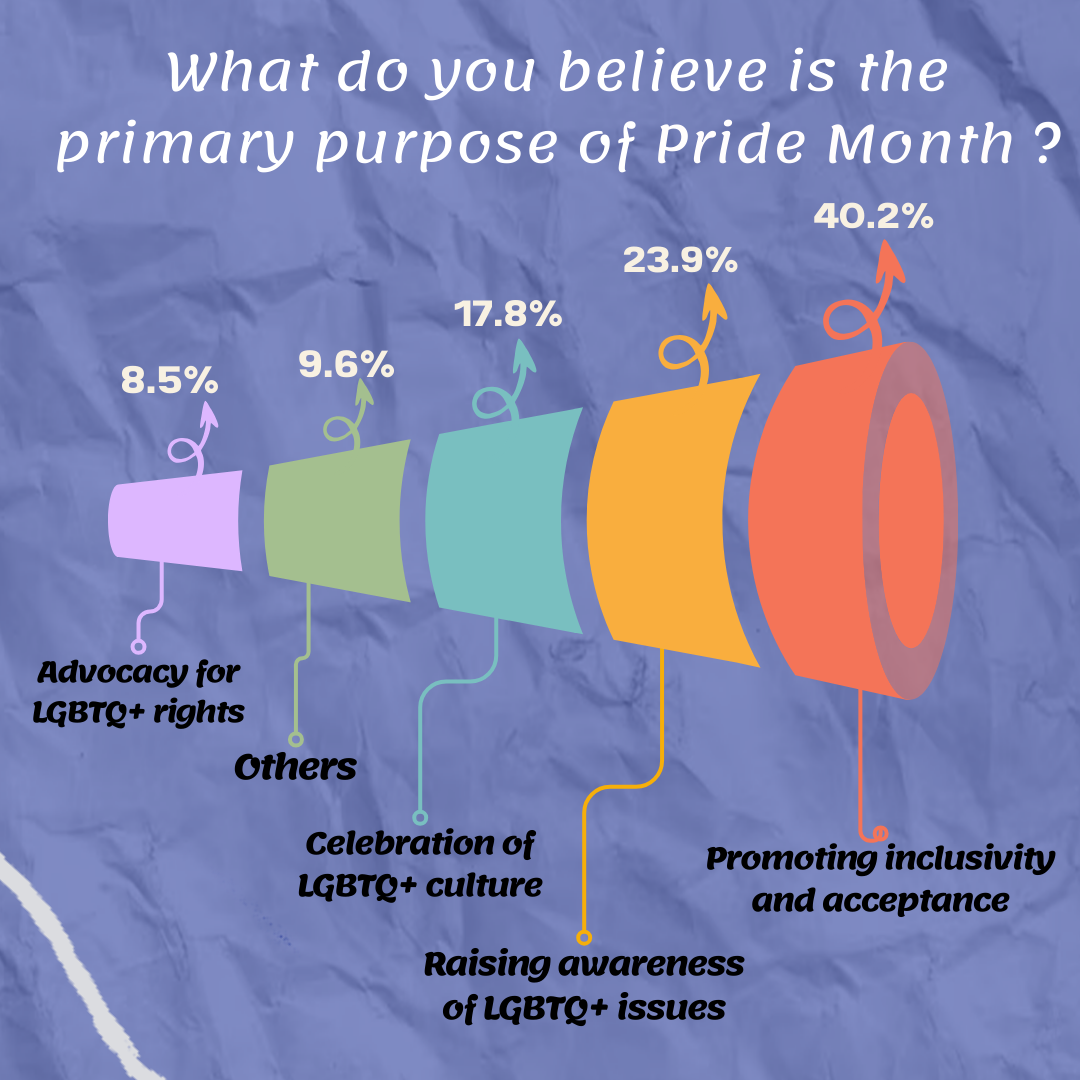 What do you believe is the
primary purpose of Pride Month ?
40.2%
23.9%
17.8%
9.6%
8.5%
Advocacy for
LGBTQ+ rights
Others
Celebration of
LGBTQ+ culture
Promoting inclusivity
and acceptance
Raising awareness
of LGBTQ+ issues